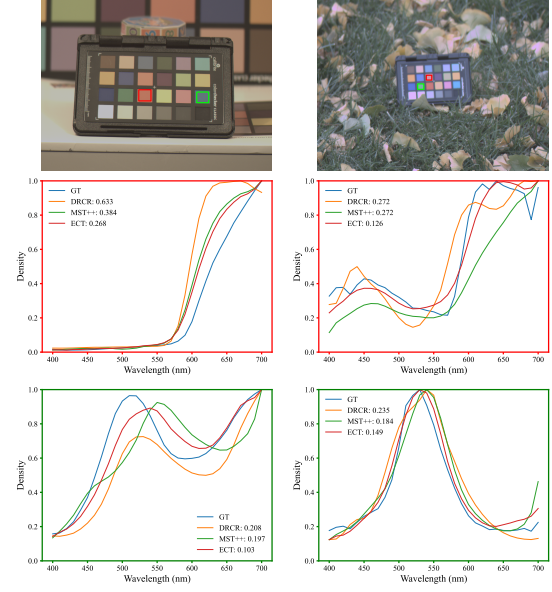 GT
DRCR: 0.633
MST++: 0.384
ECT: 0.268
Density
1.0
0.8
0.6
0.4
0.2
0.0
400 450 500 550 600 650 700
Wavelength (nm)
GT
DRCR: 0.272
MST++: 0.272
ECT: 0.126
Density
1.0
0.8
0.6
0.4
0.2
0.0
400 450 500 550 600 650 700
Wavelength (nm)
GT
DRCR: 0.208
MST++: 0.197
ECT: 0.103
Density
1.0
0.8
0.6
0.4
0.2
0.0
400 450 500 550 600 650 700
Wavelength (nm)
GT
DRCR: 0.235
MST++: 0.184
ECT: 0.149
Density
1.0
0.8
0.6
0.4
0.2
0.0
400 450 500 550 600 650 700
Wavelength (nm)